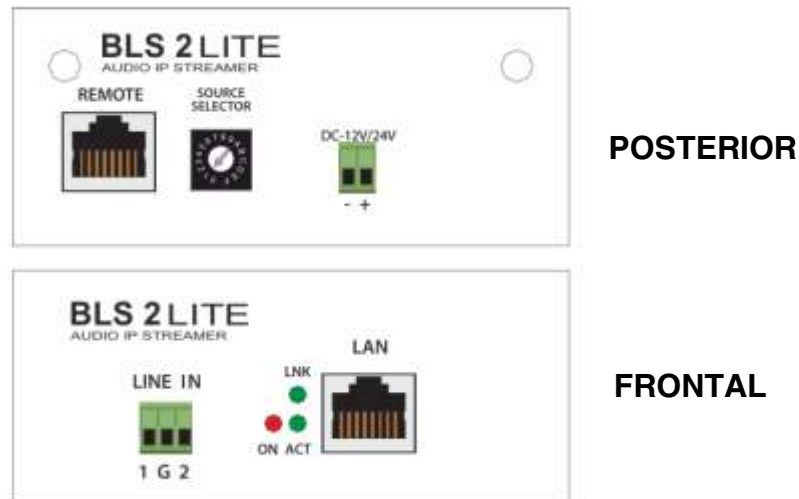 BLS 2 LITE
AUDIO IP STREAMER
REMOTE
SOURCE
SELECTOR
DC-12V/24V
- +
POSTERIOR
BLS 2 LITE
AUDIO IP STREAMER
LAN
LINE IN
LNK
ON ACT
1 G 2
FRONTAL